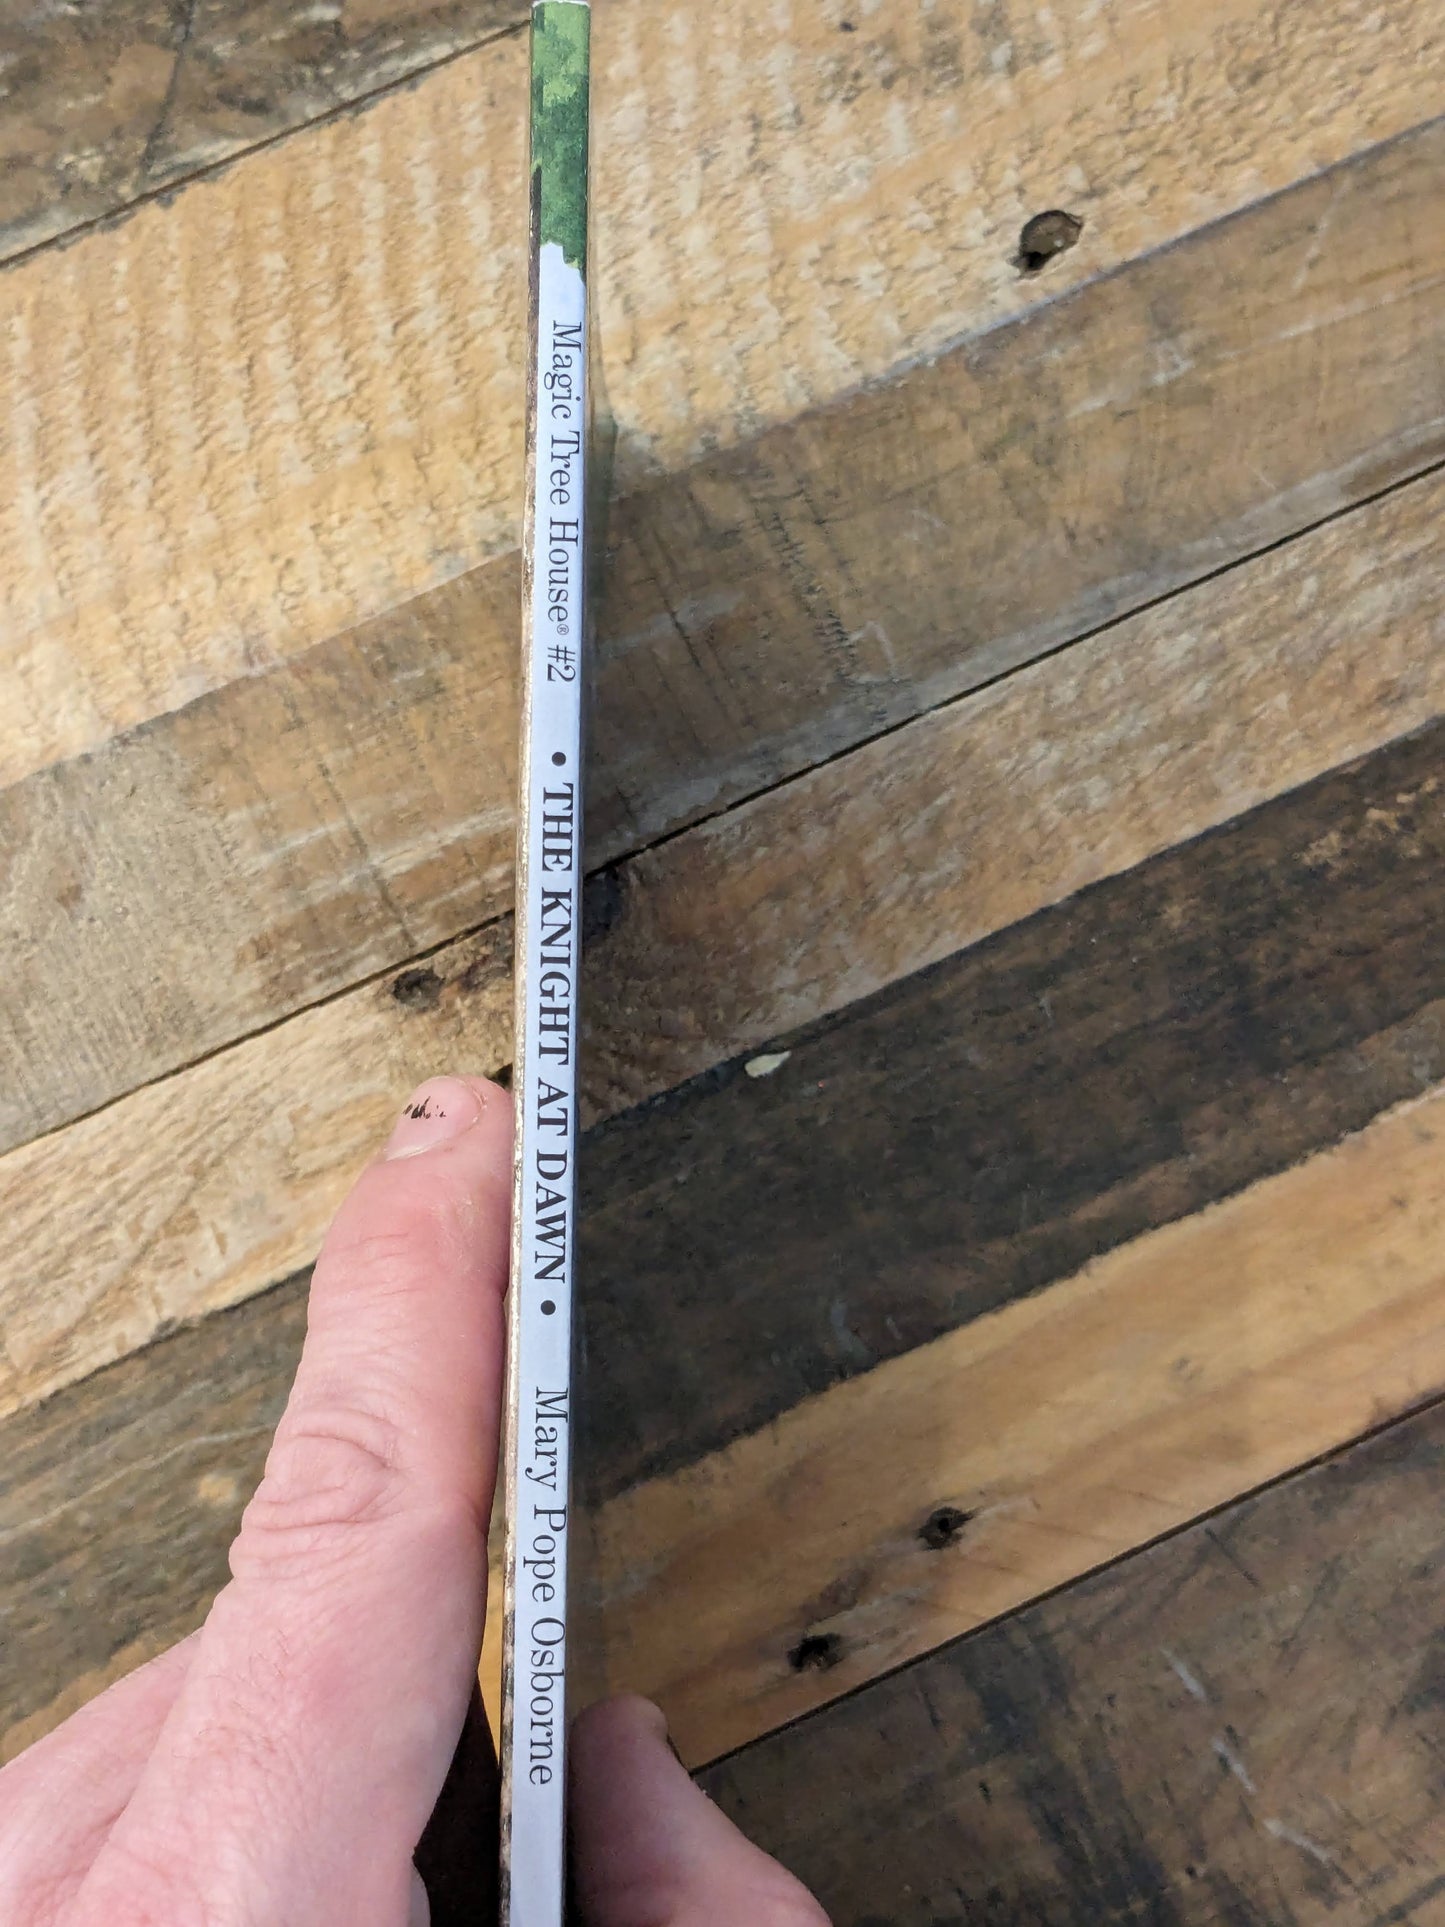 Magic Tree House® #2 • THE KNIGHT AT DAWN • Mary Pope Osborne